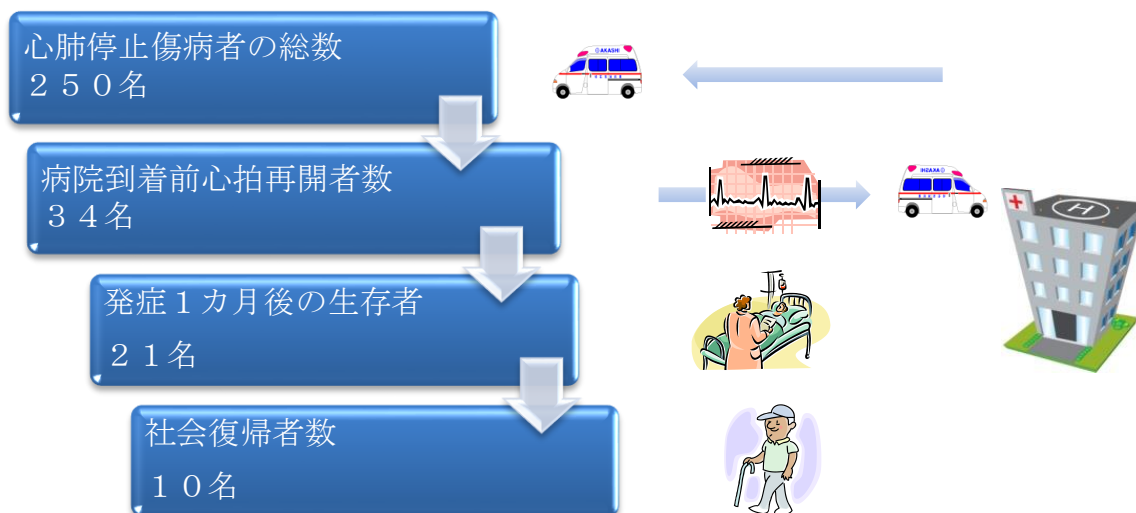 心肺停止傷病者の総数
２５０名
AKASHI
病院到着前心拍再開者数
３４名
H
発症１カ月後の生存者
２１名
社会復帰者数
１０名